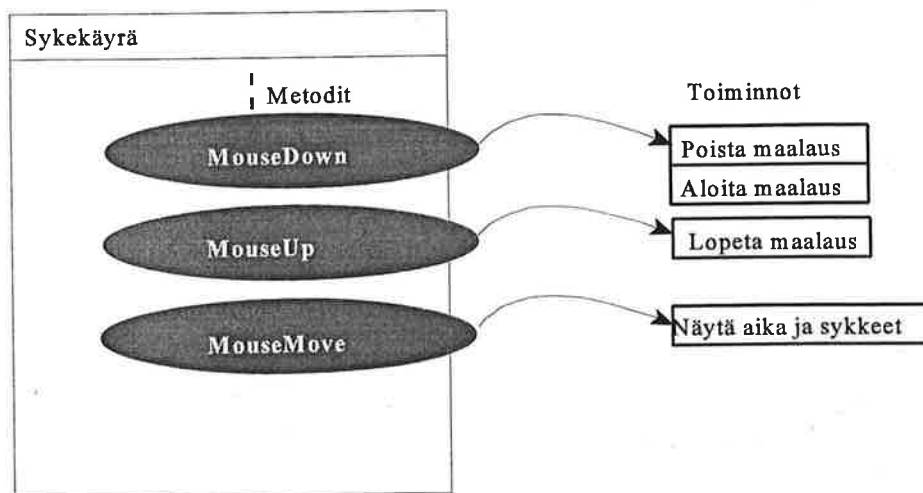 Sykekäyrä
Metodit
Toiminnot
MouseDown
Poista maalaus
Aloita maalaus
MouseUp
Lopeta maalaus
MouseMove
Näytä aika ja sykkeet